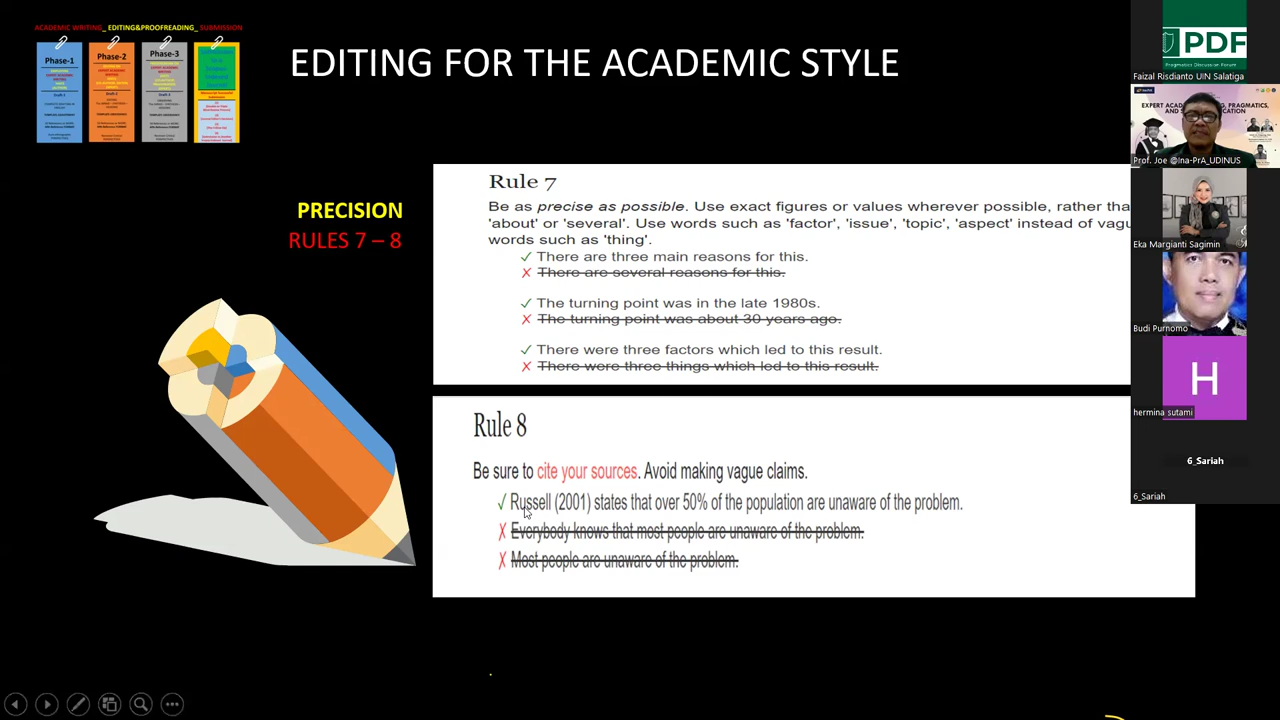 ACADEMIC WRITING_ EDITING&PROOFREADING_ SUBMISSION
Phase-1
Phase-2
Phase-3
EDITING FOR THE ACADEMIC STYLE
PRECISION
RULES 7 – 8
Rule 7
Be as precise as possible. Use exact figures or values wherever possible, rather tha
'about' or 'several'. Use words such as 'factor', 'issue', 'topic', 'aspect' instead of vagu
words such as 'thing'.
✓ There are three main reasons for this.
✗ There are several reasons for this.
✓ The turning point was in the late 1980s.
✗ The turning point was about 30 years ago.
✓ There were three factors which led to this result.
✗ There were three things which led to this result.
Rule 8
Be sure to cite your sources. Avoid making vague claims.
✓ Russell (2001) states that over 50% of the population are unaware of the problem.
✗ Everybody knows that most people are unaware of the problem.
✗ Most people are unaware of the problem.
PDF
Pragmatics Discussion Forum
Faizal Risdianto UIN Salatiga
Prof. Joe @Ina-PrA_UDINUS
Eka Margianti Sagimin
Budi Purnomo
H
hermina sutami
6_Sariah
6_Sariah